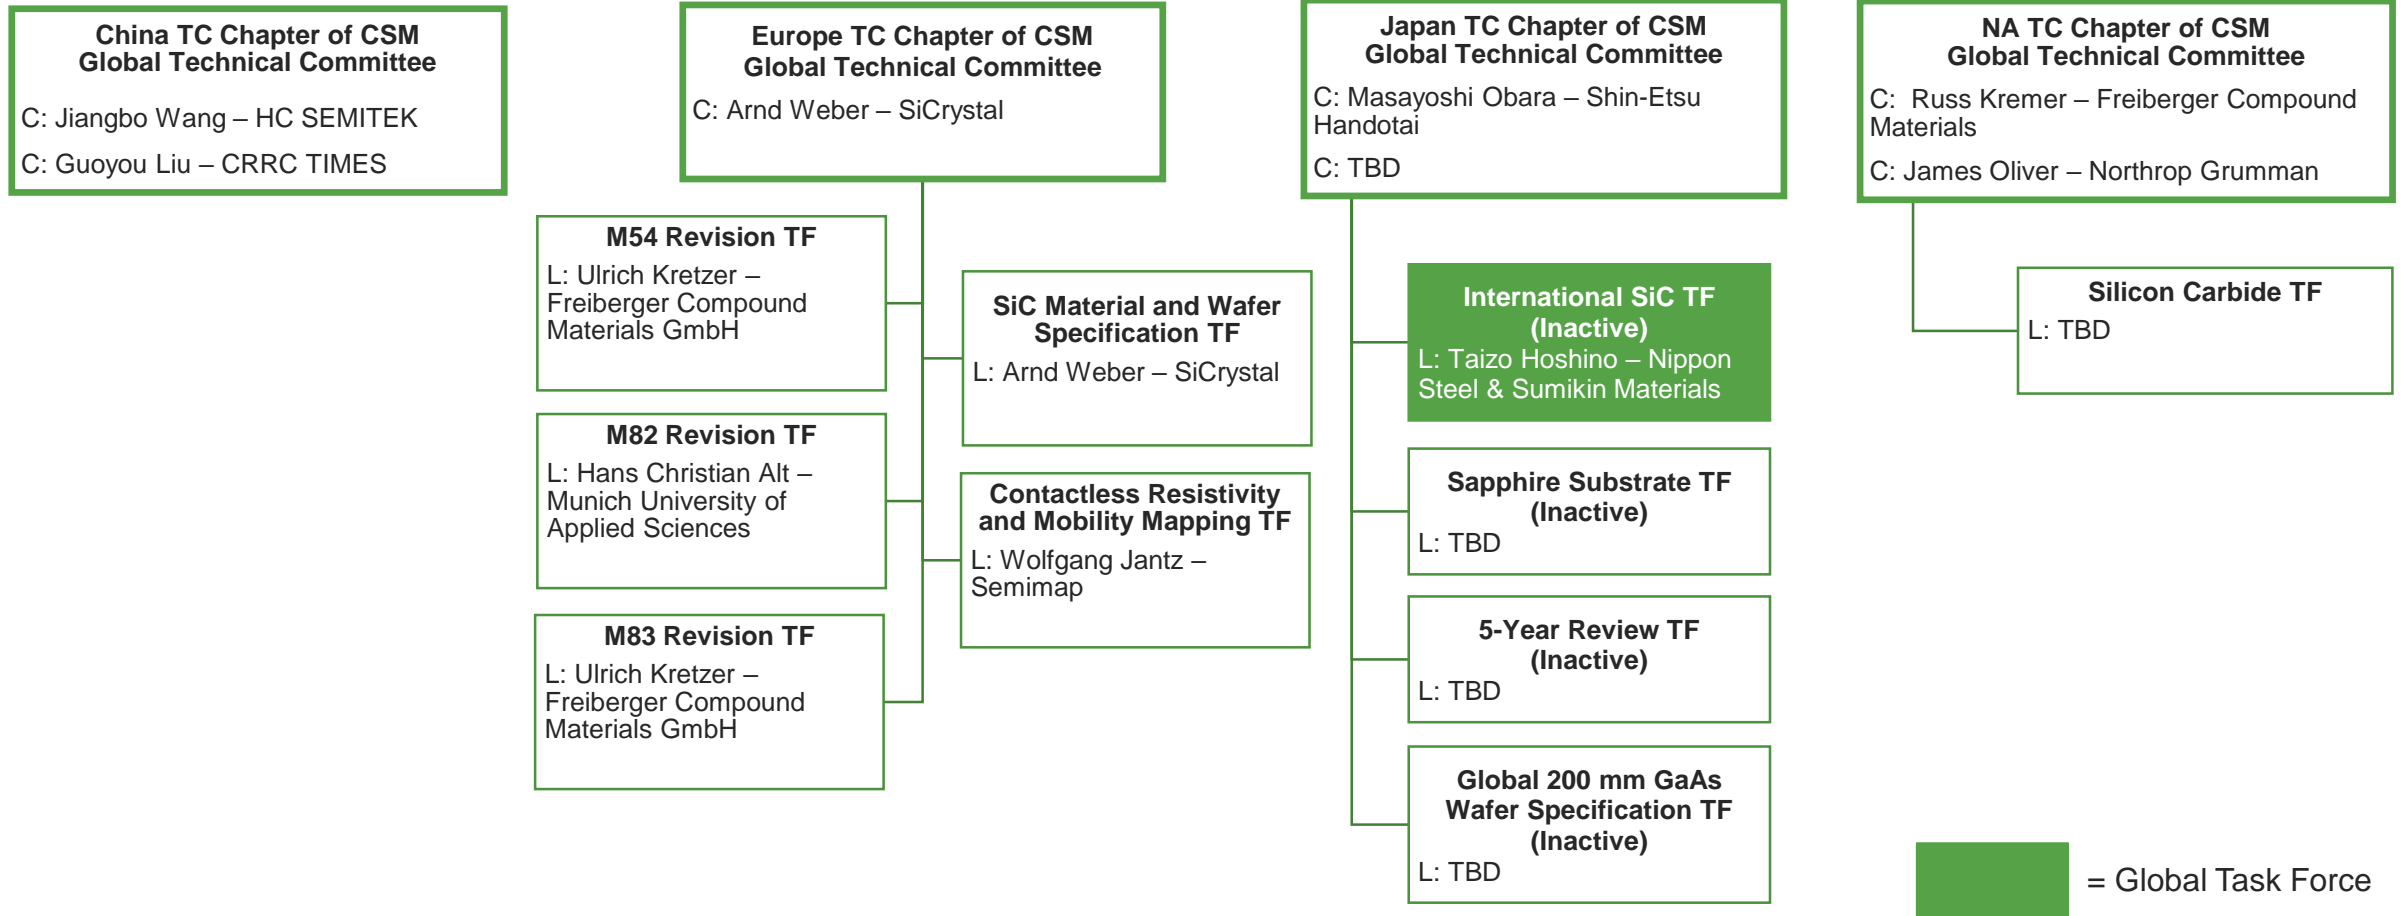 China TC Chapter of CSM
Global Technical Committee
C: Jiangbo Wang – HC SEMITEK
C: Guoyou Liu – CRRC TIMES
Europe TC Chapter of CSM
Global Technical Committee
C: Arnd Weber – SiCrystal
Japan TC Chapter of CSM
Global Technical Committee
C: Masayoshi Obara – Shin-Etsu
Handotai
C: TBD
NA TC Chapter of CSM
Global Technical Committee
C: Russ Kremer – Freiberger Compound
Materials
C: James Oliver – Northrop Grumman
M54 Revision TF
L: Ulrich Kretzer –
Freiberger Compound
Materials GmbH
M82 Revision TF
L: Hans Christian Alt –
Munich University of
Applied Sciences
M83 Revision TF
L: Ulrich Kretzer –
Freiberger Compound
Materials GmbH
SiC Material and Wafer
Specification TF
L: Arnd Weber – SiCrystal
Contactless Resistivity
and Mobility Mapping TF
L: Wolfgang Jantz –
Semimap
International SiC TF
(Inactive)
L: Taizo Hoshino – Nippon
Steel & Sumikin Materials
Sapphire Substrate TF
(Inactive)
L: TBD
5-Year Review TF
(Inactive)
L: TBD
Global 200 mm GaAs
Wafer Specification TF
(Inactive)
L: TBD
Silicon Carbide TF
L: TBD
= Global Task Force